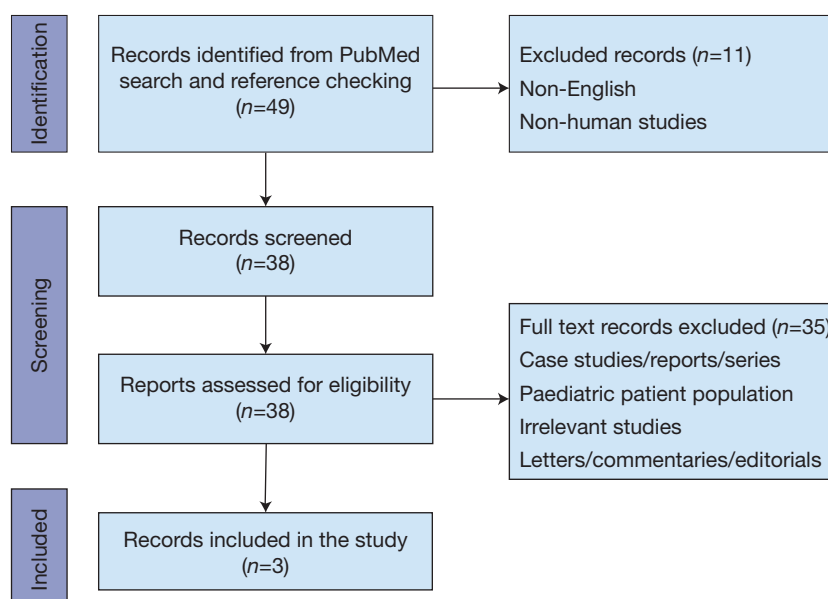 Identification
Records identified from PubMed
search and reference checking
(n=49)
Excluded records (n=11)
Non-English
Non-human studies
Screening
Records screened
(n=38)
Reports assessed for eligibility
(n=38)
Full text records excluded (n=35)
Case studies/reports/series
Paediatric patient population
Irrelevant studies
Letters/commentaries/editorials
Included
Records included in the study
(n=3)